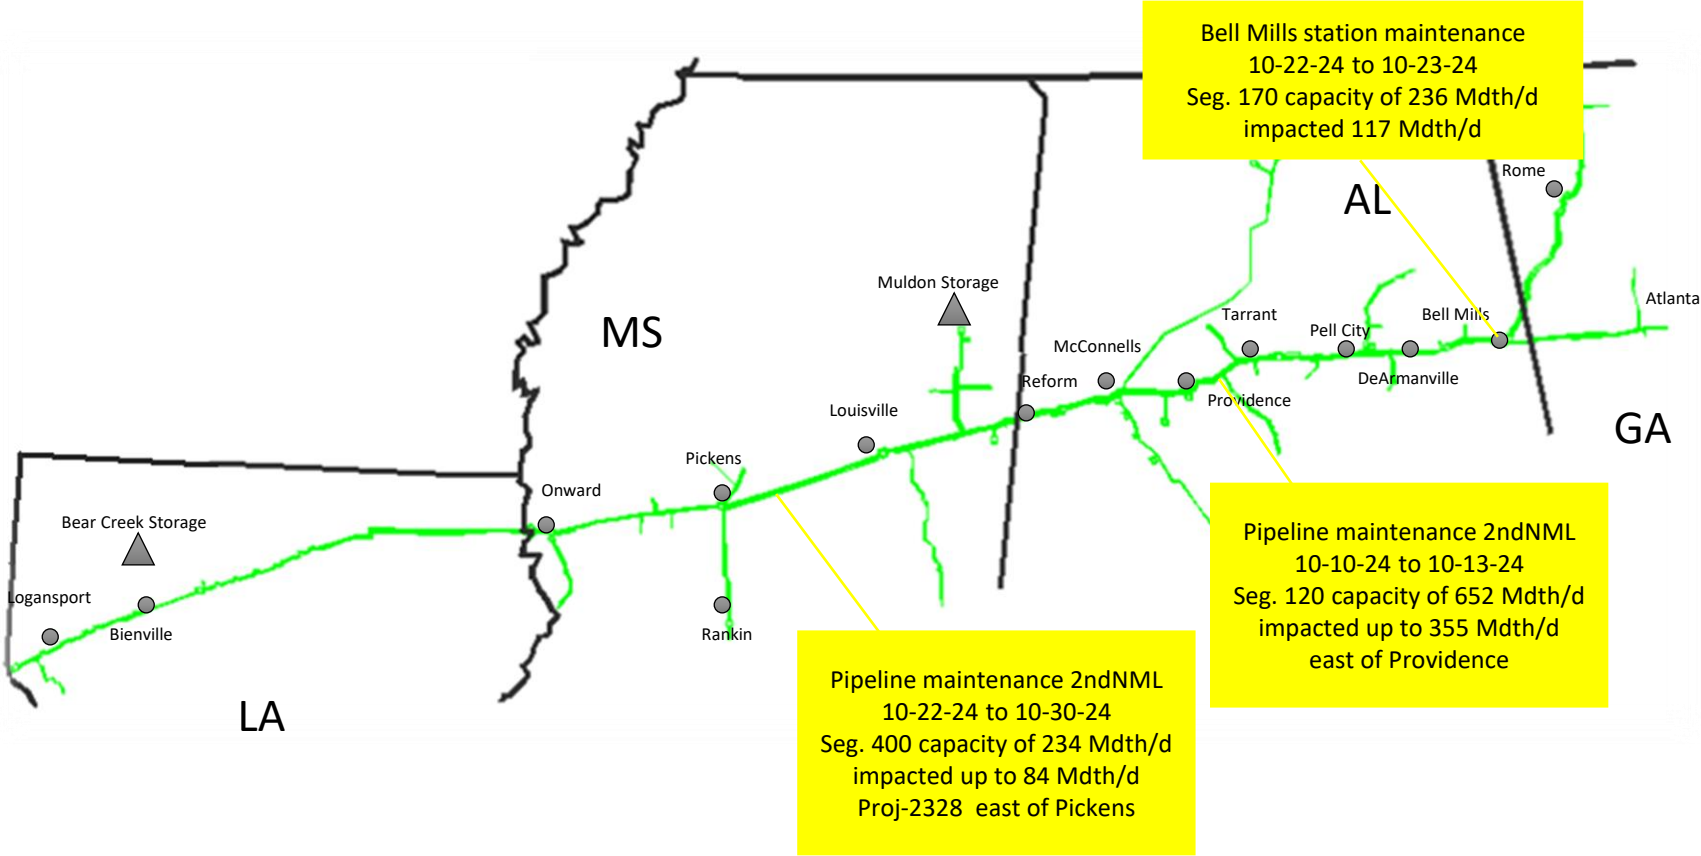 Bell Mills station maintenance
10-22-24 to 10-23-24
Seg. 170 capacity of 236 Mdth/d
impacted 117 Mdth/d
Rome
AL
Muldon Storage
MS
Atlanta
Tarrant
Bell Mills
Pell City
McConnells
Reform
DeArmanville
Providence
Louisville
GA
Pickens
Onward
Bear Creek Storage
Logansport
Bienville
Rankin
LA
Pipeline maintenance 2ndNML
10-10-24 to 10-13-24
Seg. 120 capacity of 652 Mdth/d
impacted up to 355 Mdth/d
east of Providence
Pipeline maintenance 2ndNML
10-22-24 to 10-30-24
Seg. 400 capacity of 234 Mdth/d
impacted up to 84 Mdth/d
Proj-2328  east of Pickens